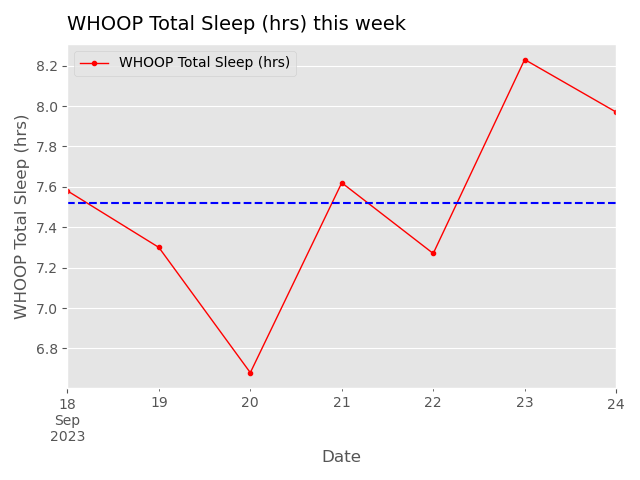 WHOOP Total Sleep (hrs) this week
WHOOP Total Sleep (hrs)
WHOOP Total Sleep (hrs)
8.2
8.0
7.8
7.6
7.4
7.2
7.0
6.8
18 19 20 21 22 23 24
Sep
2023
Date